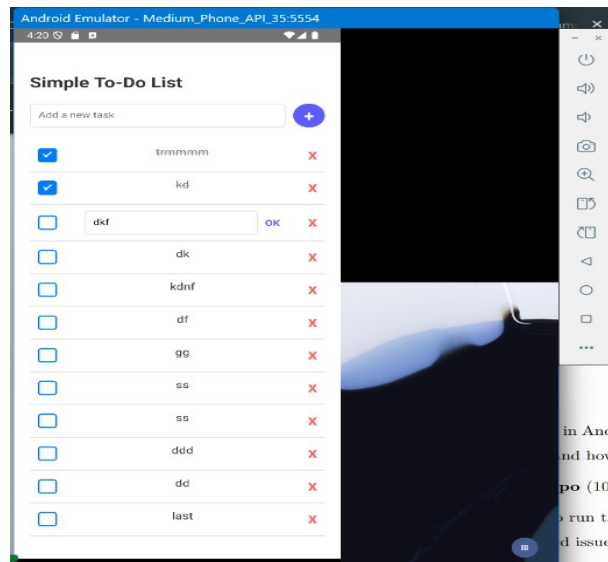 Android Emulator - Medium_Phone_API_35:5554
4:20
Simple To-Do List
Add a new task
+
trmmmm
X
kd
X
dkf
OK
X
dk
X
kdnf
X
df
X
gg
X
ss
X
ss
X
ddd
X
dd
X
last
X
in And
and how
po (10
run t
d issue